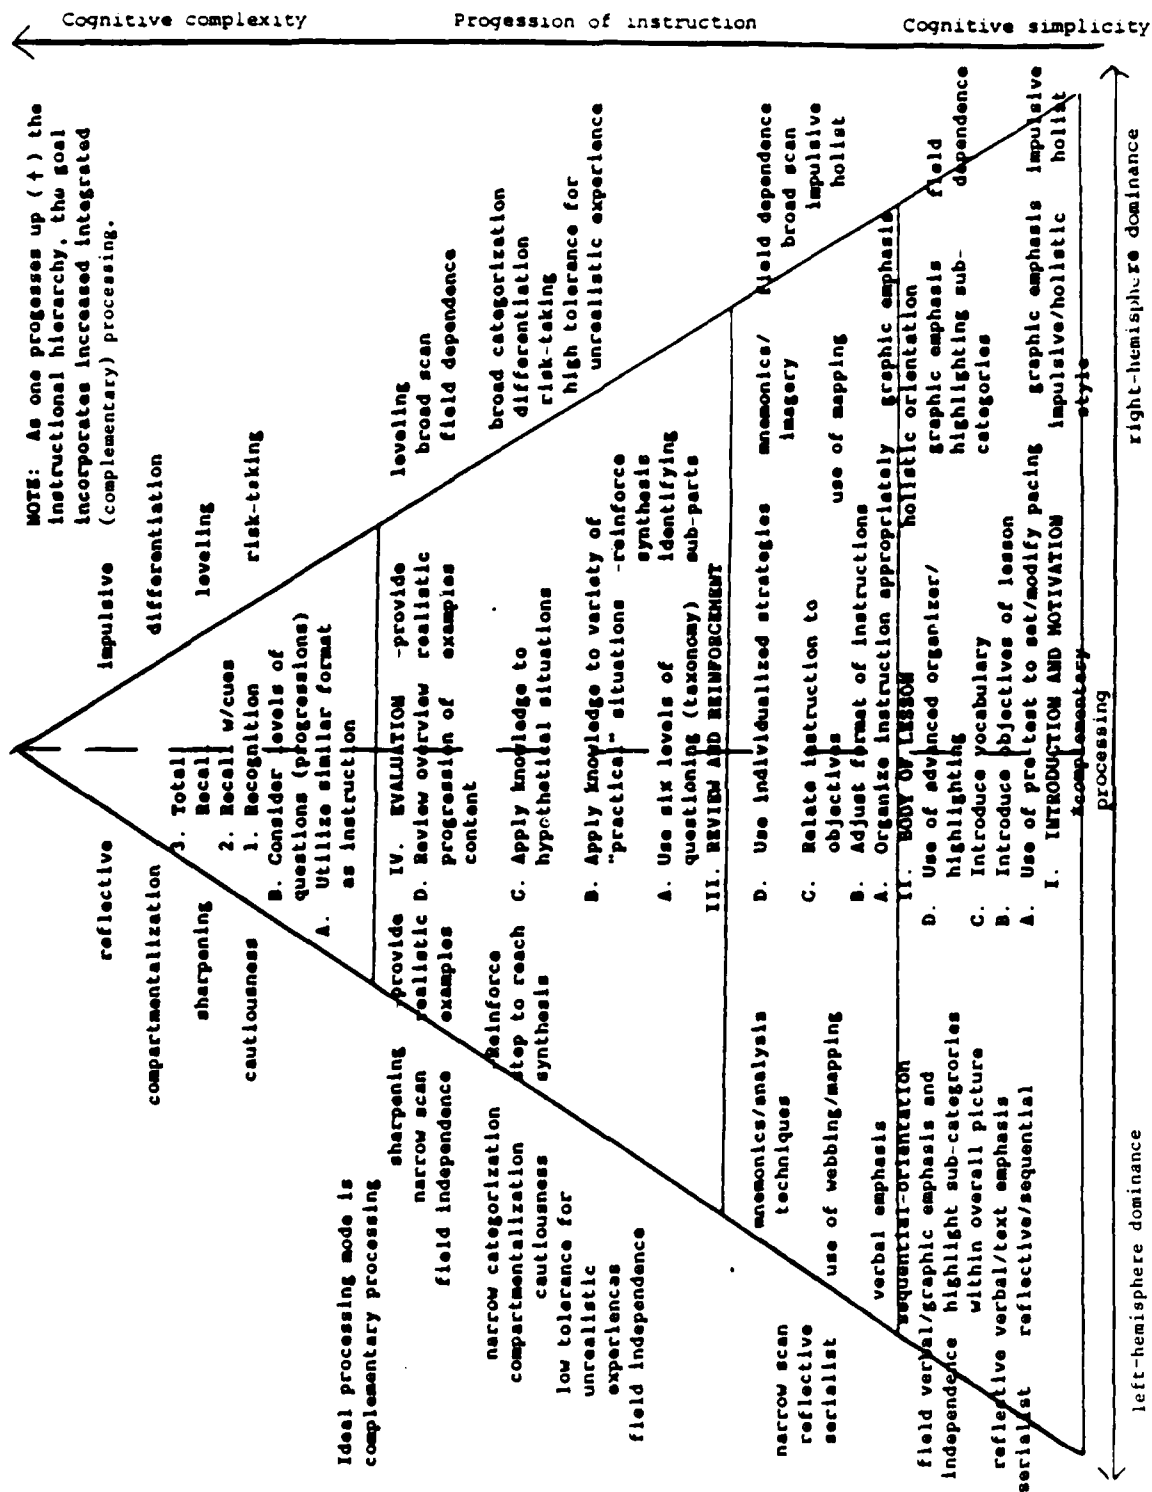 Cognitive complexity
Progession of instruction
Cognitive simplicity
NOTE: As one progesses up (↑) the
instructional hierarchy, thw goal
incorporates increased integrated
(complementary) processing.
Ideal processing mode is
complementary processing
reflective
compartmentalization
sharpening
cautiousness
impulsive
differentiation
leveling
risk-taking
3. Total
Recall
2. Recall w/cues
1. Recognition
B. Consider levels of
questions (progressions)
A. Utilize similar format
as instruction
IV. EVALUATION
sharpening
narrow scan
field independence
-provide
realistic
examples
D. Review overview
progression of
content
-provide
realistic
examples
leveling
broad scan
field dependence
narrow categorization
compartmentalization
cautiousness
low tolerance for
unrealistic
experiences
field independence
Reinforce
step to reach
synthesis
C. Apply knowledge to
hypothetical situations
B. Apply knowledge to variety of
"practical" situations
A. Use six levels of
questioning (taxonomy)
-reinforce
synthesis
identifying
sub-parts
broad categorization
differentiation
risk-taking
high tolerance for
unrealistic experience
III. REVIEW AND REINFORCEMENT
narrow scan
reflective
serialist
mnemonics/analysis
techniques
use of webbing/mapping
verbal emphasis
D. Use individualized strategies
C. Relate instruction to
objectives
B. Adjust format of instructions
A. Organize instruction appropriately
mnemonics/
imagery
use of mapping
graphic emphasis
field dependence
broad scan
impulsive
holist
II. BODY OF LESSON
sequential-orientation
holistic orientation
field
independence
verbal/graphic emphasis and
highlight sub-categrories
within overall picture
reflective
serialist
verbal/text emphasis
reflective/sequential
D. Use of advanced organizer/
highlighting
C. Introduce vocabulary
B. Introduce objectives of lesson
A. Use of pre-test to set/modify pacing
graphic emphasis
highlighting sub-
categories
field
dependence
graphic emphasis
impulsive/holistic
style
impulsive
holist
I. INTRODUCTION AND MOTIVATION
*complementary
processing
left-hemisphere dominance
right-hemisphere dominance